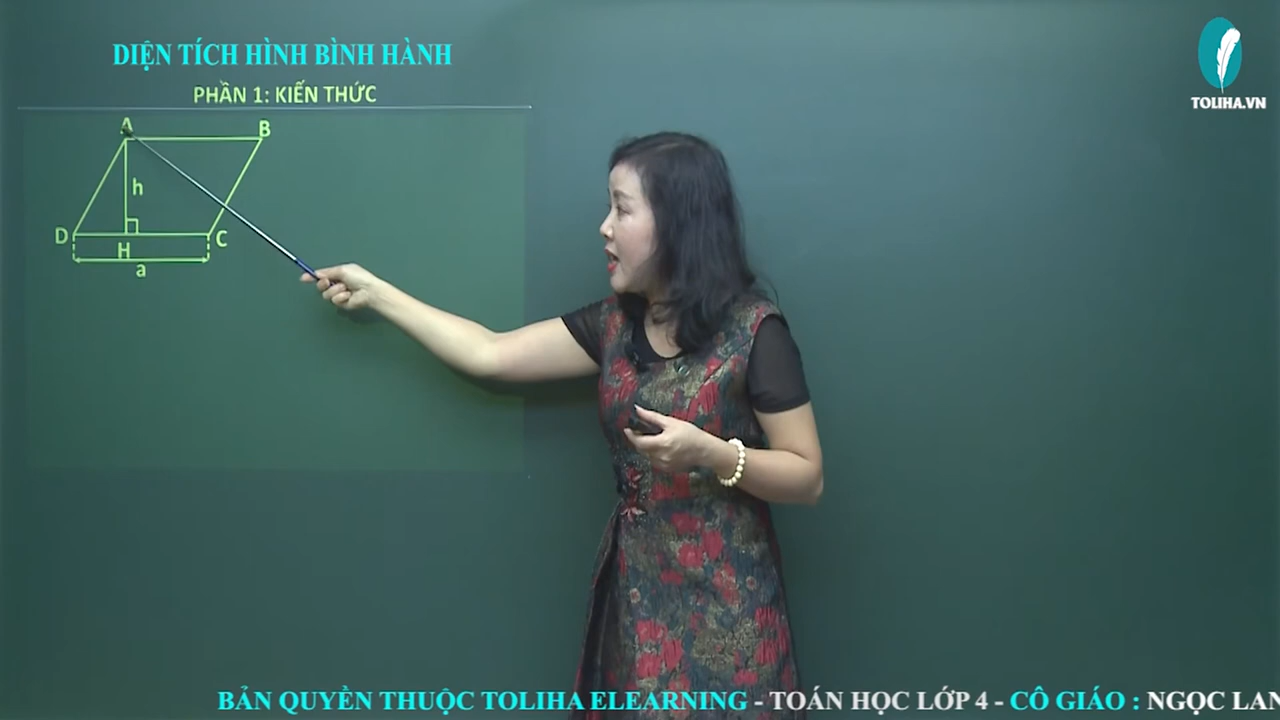 DIỆN TÍCH HÌNH BÌNH HÀNH
PHẦN 1: KIẾN THỨC
TOLIHA.VN
A
B
h
D
H
C
a
BẢN QUYỀN THUỘC TOLIHA ELEARNING - TOÁN HỌC LỚP 4 - CÔ GIÁO : NGỌC LAN